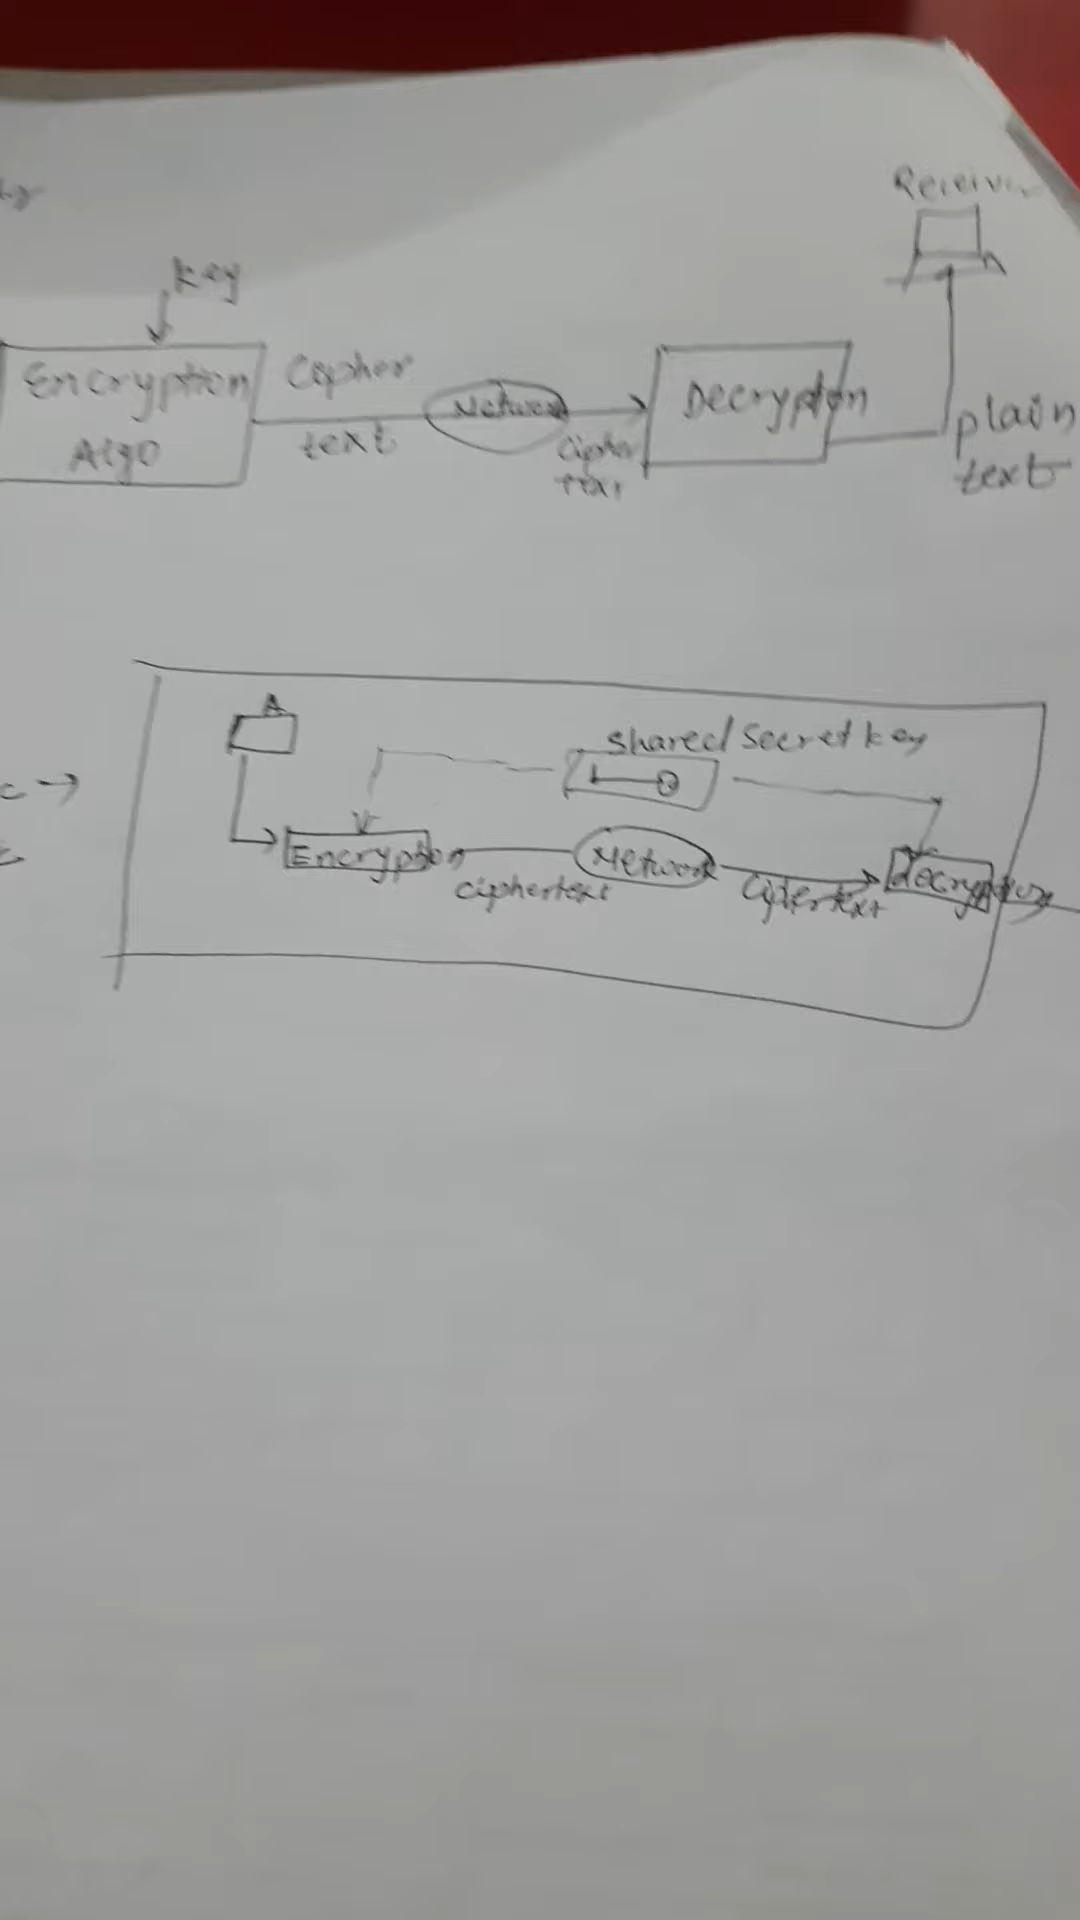 Receiver
key
Encryption
Algo
Cipher
text
Network
Cipher
text
Decryption
plain
text
A
Shared Secret key
Encryption
ciphertext
Network
Ciphertext
decryption